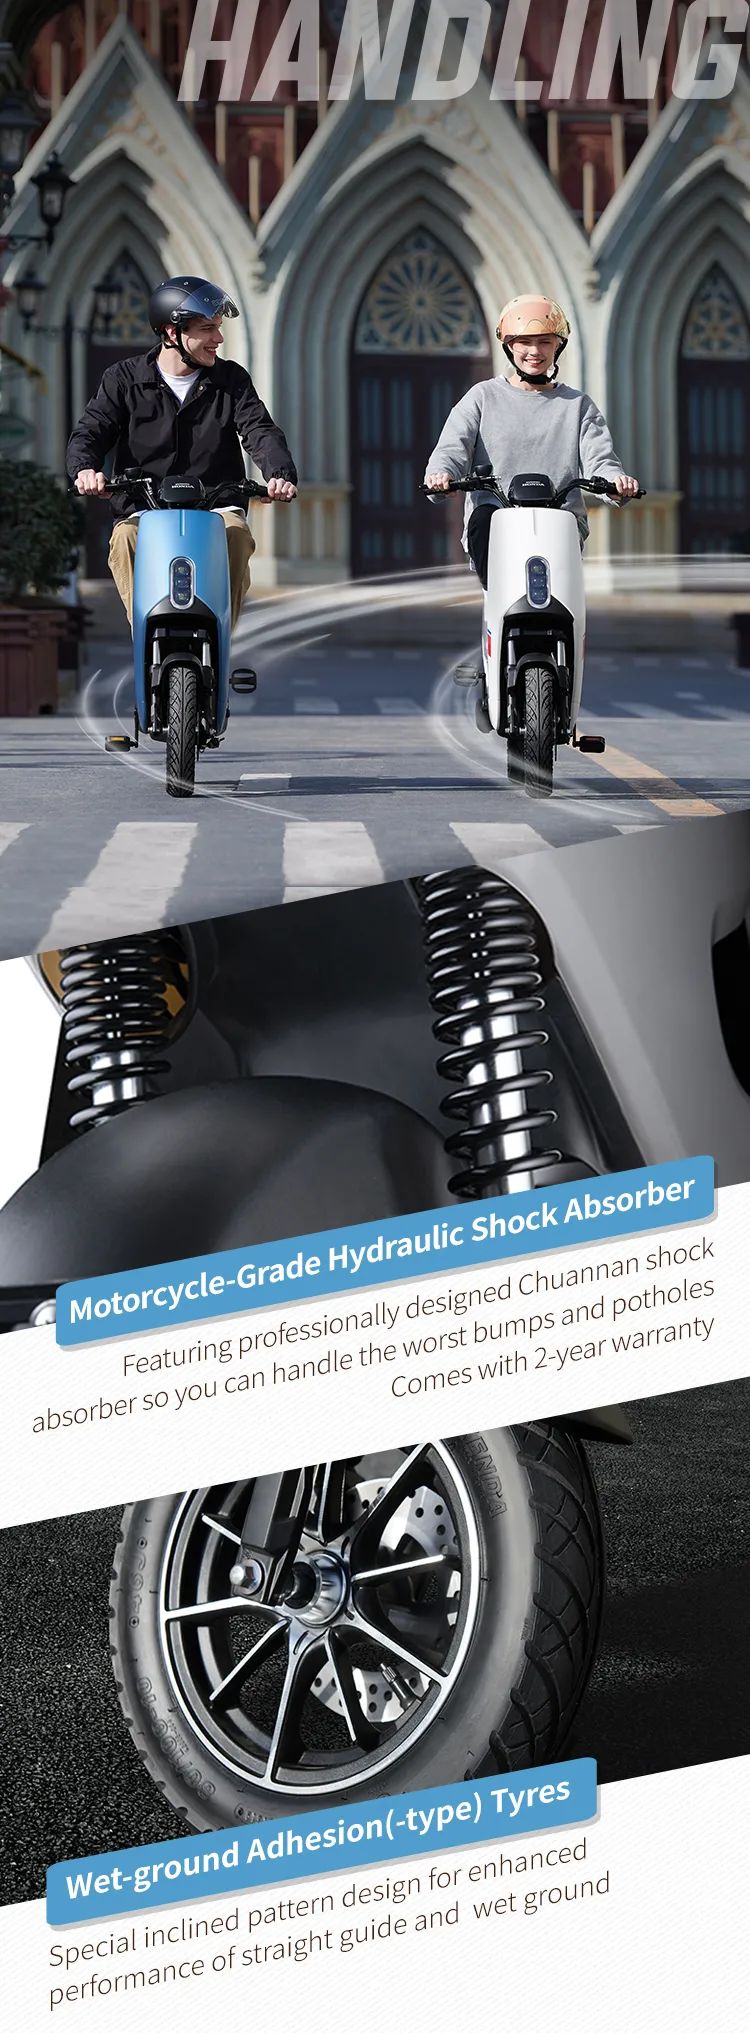 HANDLING
HONDA
HONDA
Motorcycle-Grade Hydraulic Shock Absorber
Featuring professionally designed Chuannan shock
absorber so you can handle the worst bumps and potholes
Comes with 2-year warranty
Wet-ground Adhesion(-type) Tyres
Special inclined pattern design for enhanced
performance of straight guide and wet ground